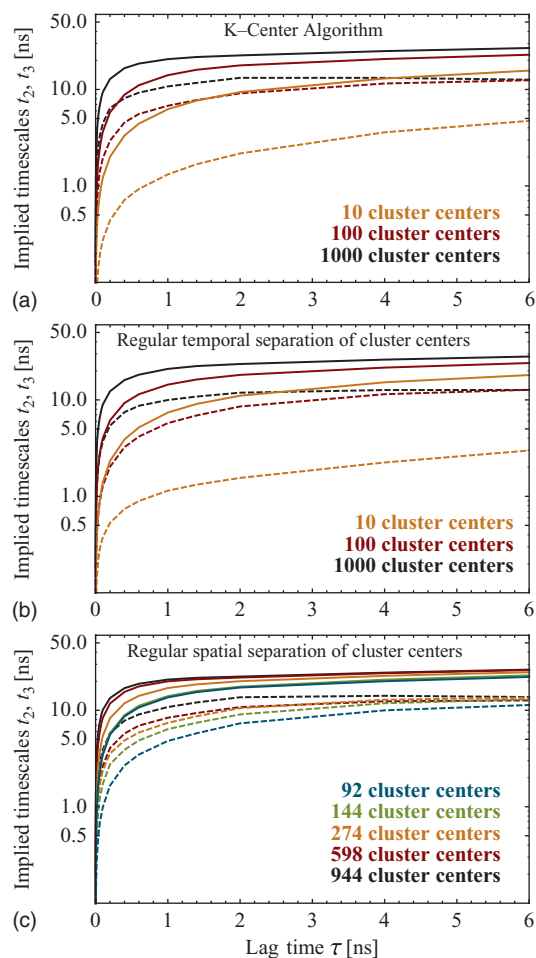 K–Center Algorithm
Implied timescales t2, t3 [ns]
50.0
10.0
5.0
1.0
0.5
10 cluster centers
100 cluster centers
1000 cluster centers
(a)
0 1 2 3 4 5 6
Regular temporal separation of cluster centers
Implied timescales t2, t3 [ns]
50.0
10.0
5.0
1.0
0.5
10 cluster centers
100 cluster centers
1000 cluster centers
(b)
0 1 2 3 4 5 6
Regular spatial separation of cluster centers
Implied timescales t2, t3 [ns]
50.0
10.0
5.0
1.0
0.5
92 cluster centers
144 cluster centers
274 cluster centers
598 cluster centers
944 cluster centers
(c)
0 1 2 3 4 5 6
Lag time τ [ns]